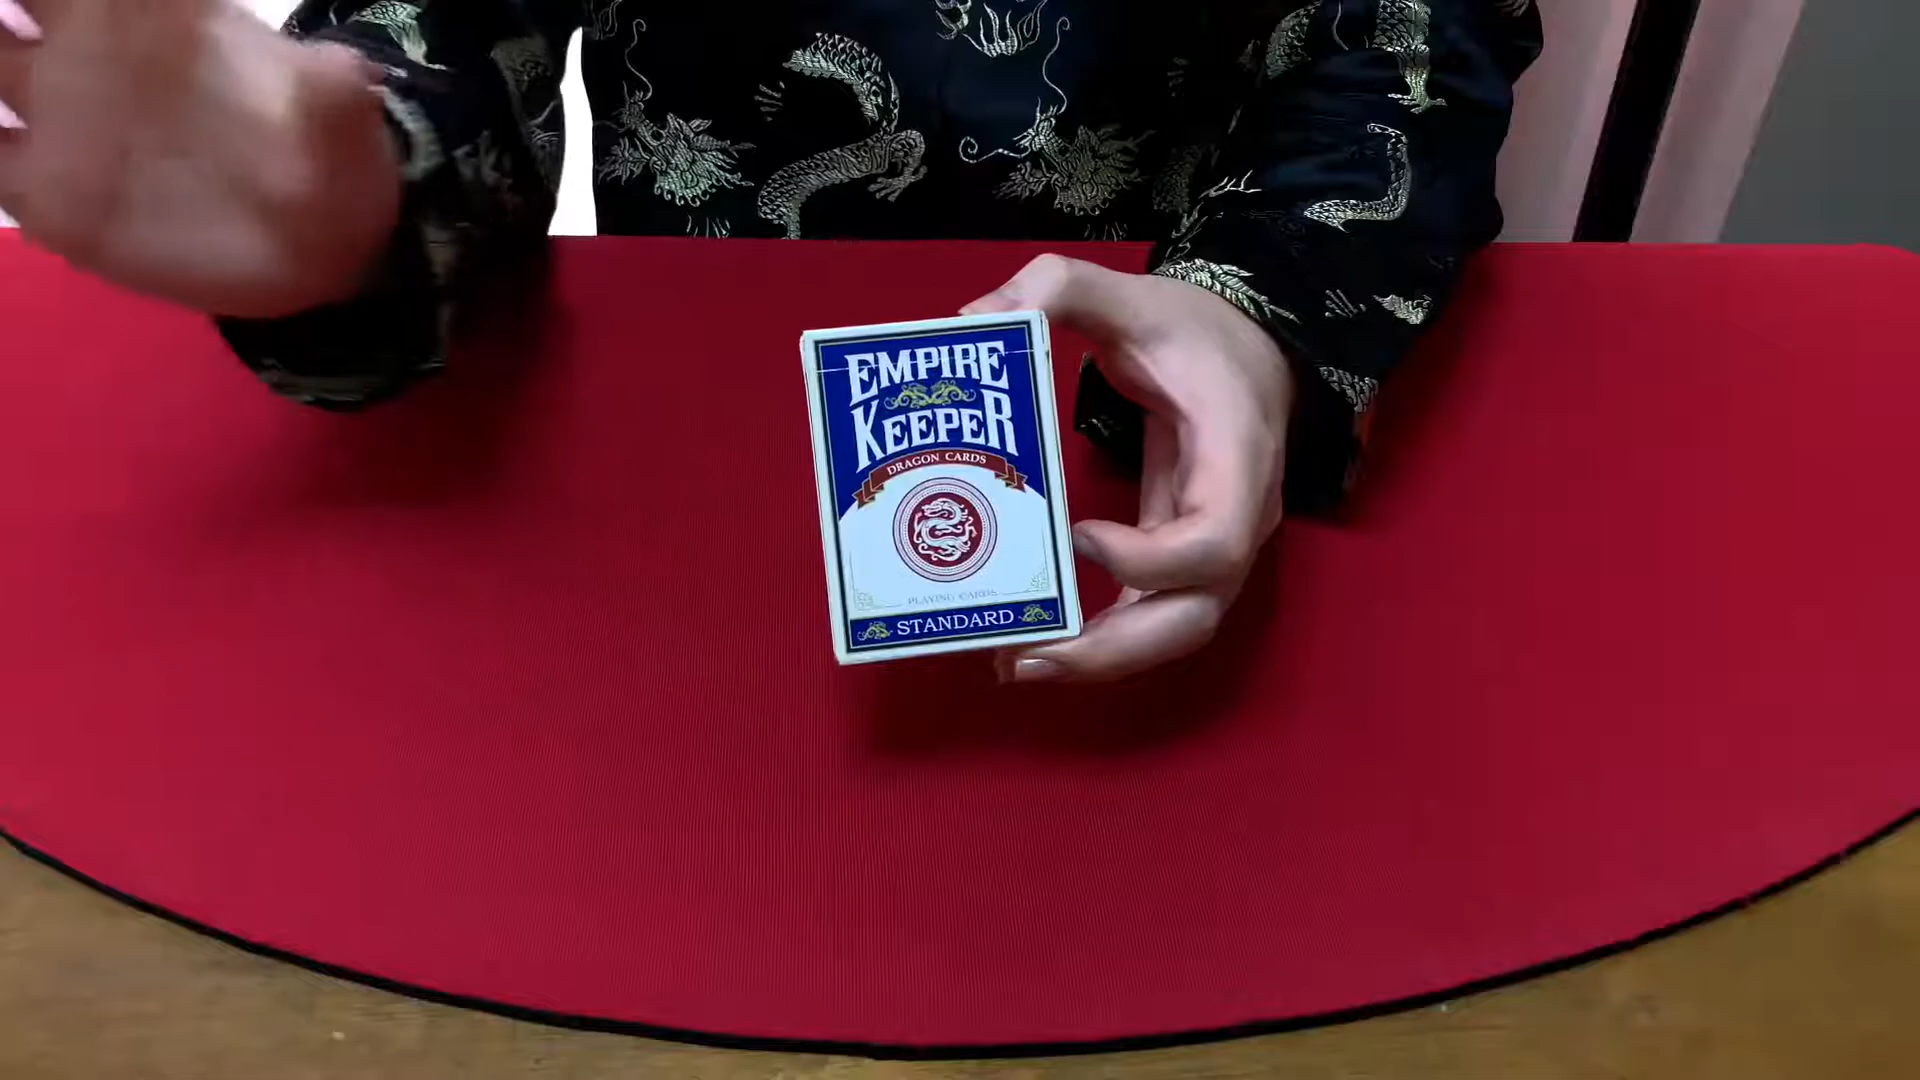 EMPIRE
KEEPER
DRAGON CARDS
PLAYING CARDS
STANDARD